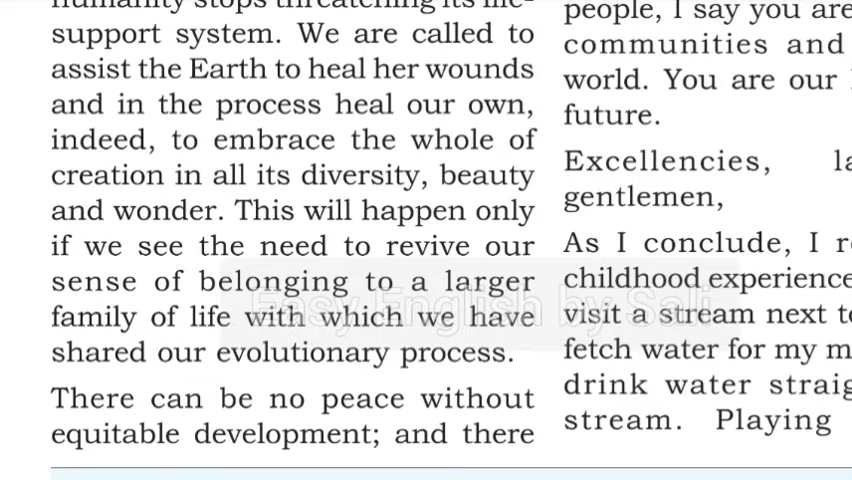 support system. We are called to
assist the Earth to heal her wounds
and in the process heal our own,
indeed, to embrace the whole of
creation in all its diversity, beauty
and wonder. This will happen only
if we see the need to revive our
sense of belonging to a larger
family of life with which we have
shared our evolutionary process.
There can be no peace without
equitable development; and there
people, I say you are
communities and
world. You are our
future.
Excellencies,
gentlemen,
As I conclude, I
childhood experience
visit a stream next
fetch water for my
drink water
stream. Playing
Easy English by Sali